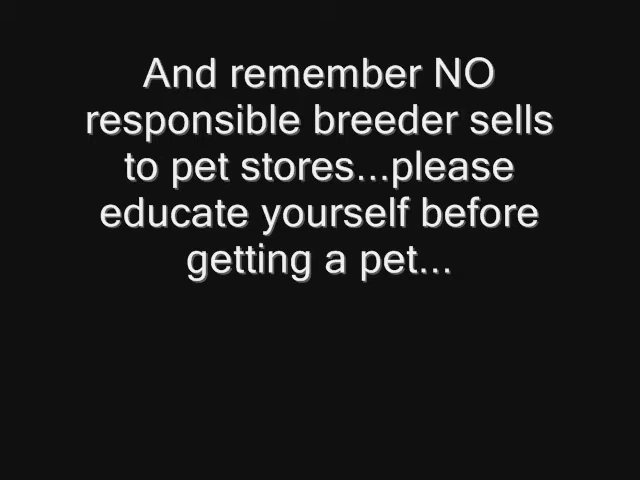 And remember NO
responsible breeder sells
to pet stores...please
educate yourself before
getting a pet...